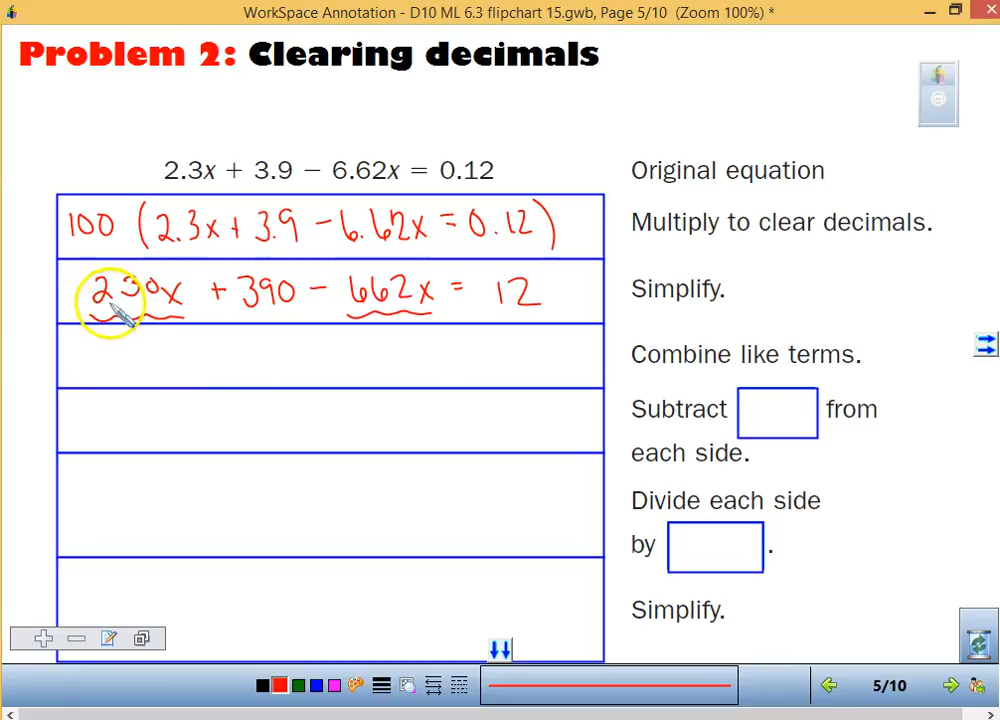 WorkSpace Annotation - D10 ML 6.3 flipchart 15.gwb, Page 5/10 (Zoom 100%) *
Problem 2: Clearing decimals
2.3x + 3.9 − 6.62x = 0.12
Original equation
100 (2.3x + 3.9 − 6.62x = 0.12)
Multiply to clear decimals.
230x + 390 − 662x = 12
Simplify.
Combine like terms.
Subtract from
each side.
Divide each side
by .
Simplify.
5/10